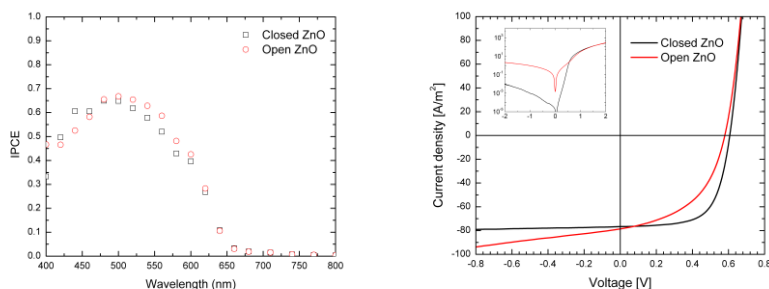 Closed ZnO
Open ZnO
IPCE
1.0
0.9
0.8
0.7
0.6
0.5
0.4
0.3
0.2
0.1
0.0
400 450 500 550 600 650 700 750 800
Wavelength (nm)
Closed ZnO
Open ZnO
Current density [A/m²]
100
80
60
40
20
0
-20
-40
-60
-80
-100
-2 -1 0 1 2
-0.8 -0.6 -0.4 -0.2 0.0 0.2 0.4 0.6 0.8
Voltage [V]